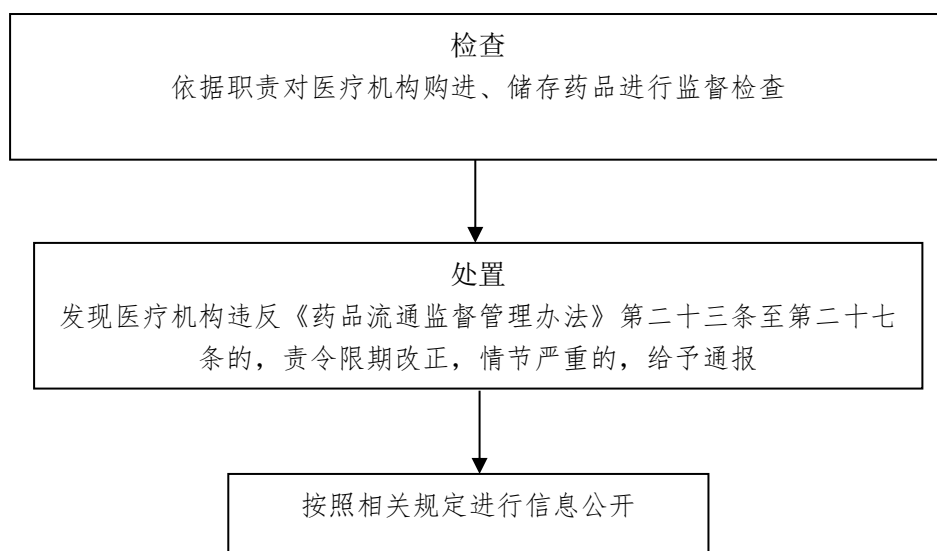 检查
依据职责对医疗机构购进、储存药品进行监督检查
处置
发现医疗机构违反《药品流通监督管理办法》第二十三条至第二十七
条的，责令限期改正，情节严重的，给予通报
按照相关规定进行信息公开